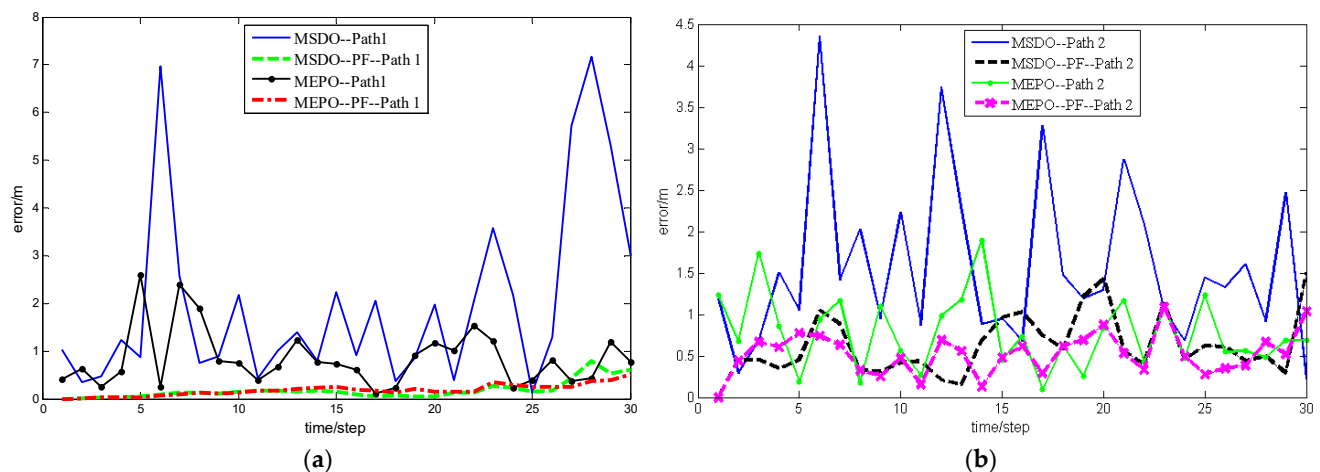 8
7
6
5
4
3
2
1
0
error/m
MSDO--Path1
MSDO--PF--Path 1
MEPO--Path1
MEPO--PF--Path 1
0 5 10 15 20 25 30
time/step
(a)
4.5
4
3.5
3
2.5
2
1.5
1
0.5
0
error/m
MSDO--Path 2
MSDO--PF--Path 2
MEPO--Path 2
MEPO--PF--Path 2
0 5 10 15 20 25 30
time/step
(b)